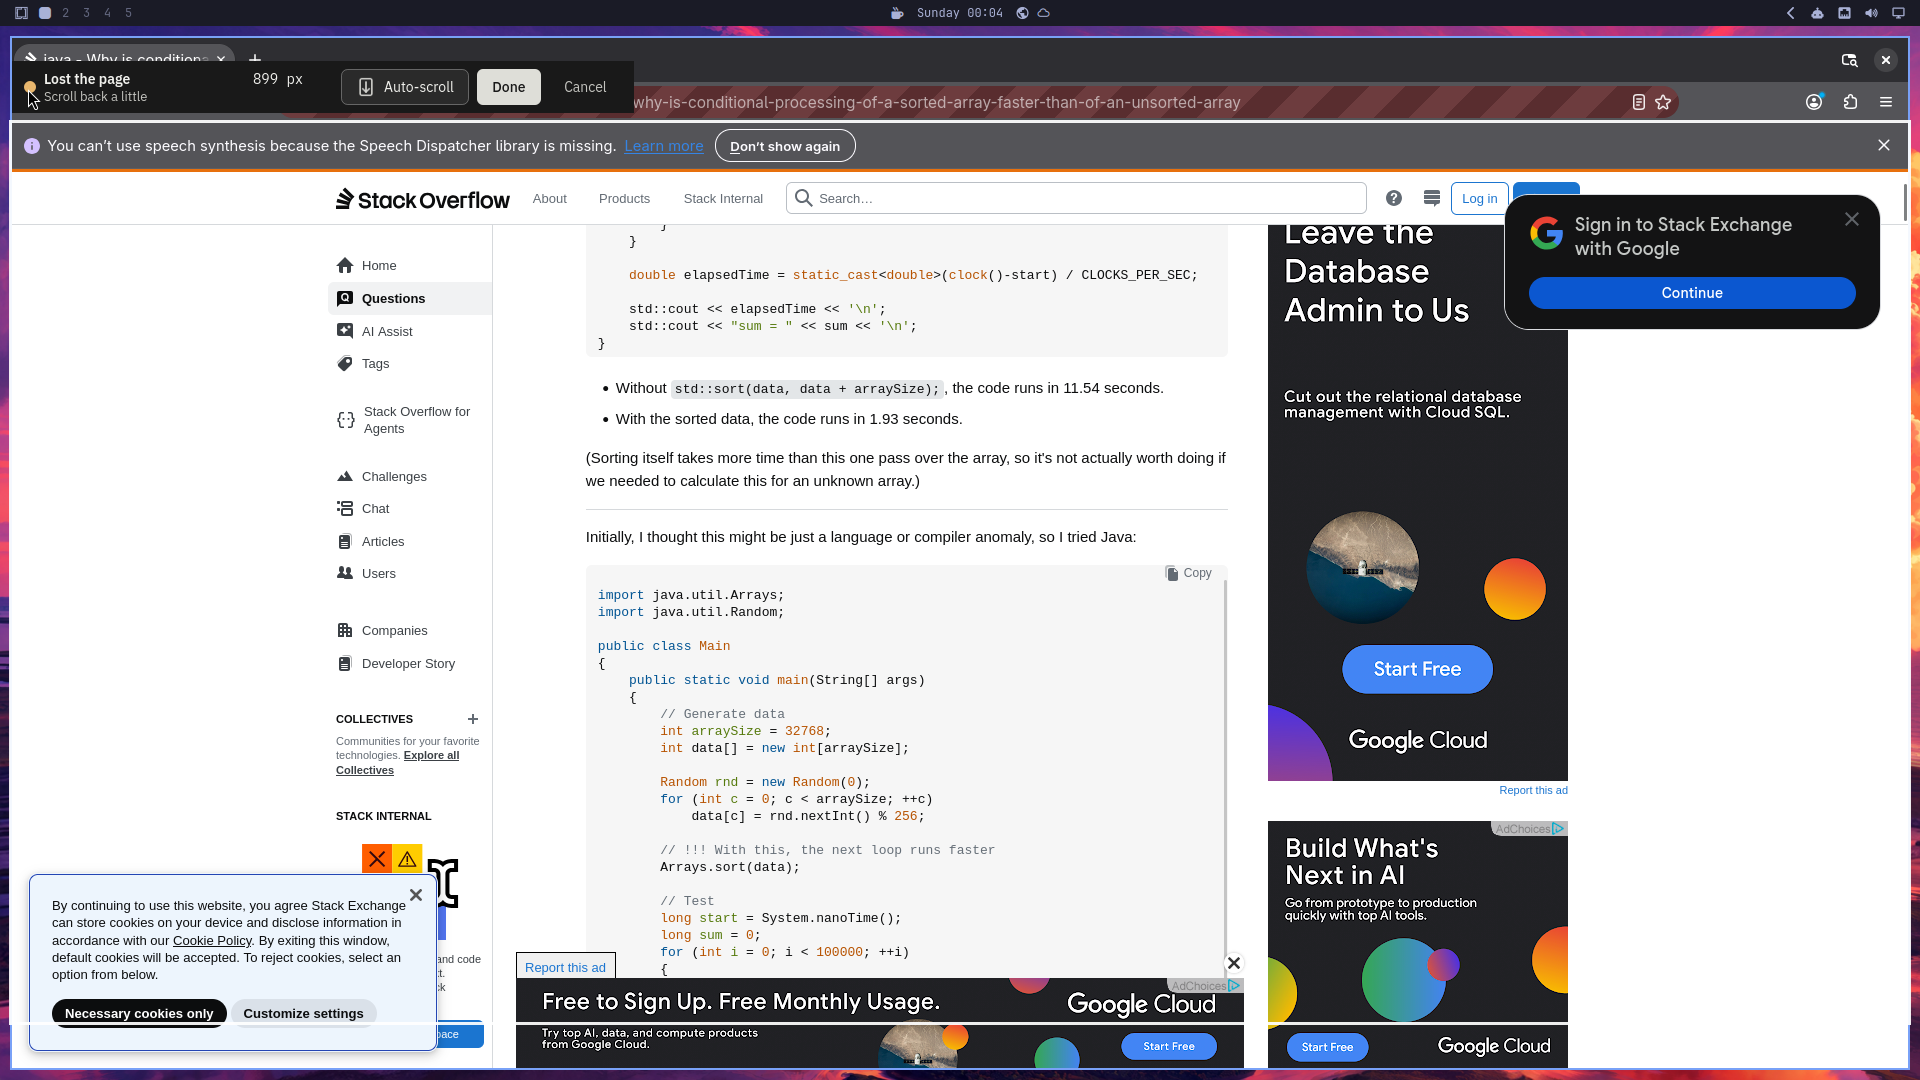 2 3 4 5
Sunday 00:04
java - Why is condition
Lost the page
Scroll back a little
899 px
Auto-scroll
Done
Cancel
why-is-conditional-processing-of-a-sorted-array-faster-than-of-an-unsorted-array
You can't use speech synthesis because the Speech Dispatcher library is missing. Learn more
Don't show again
Stack Overflow
About
Products
Stack Internal
Search…
Log in
Sign in to Stack Exchange
with Google
Continue
Home
Questions
AI Assist
Tags
Stack Overflow for
Agents
Challenges
Chat
Articles
Users
Companies
Developer Story
COLLECTIVES
Communities for your favorite
technologies. Explore all
Collectives
STACK INTERNAL
and code
}
}
double elapsedTime = static_cast<double>(clock()-start) / CLOCKS_PER_SEC;
std::cout << elapsedTime << '\n';
std::cout << "sum = " << sum << '\n';
}
• Without std::sort(data, data + arraySize);, the code runs in 11.54 seconds.
• With the sorted data, the code runs in 1.93 seconds.
(Sorting itself takes more time than this one pass over the array, so it's not actually worth doing if
we needed to calculate this for an unknown array.)
Initially, I thought this might be just a language or compiler anomaly, so I tried Java:
Copy
import java.util.Arrays;
import java.util.Random;
public class Main
{
public static void main(String[] args)
{
// Generate data
int arraySize = 32768;
int data[] = new int[arraySize];
Random rnd = new Random(0);
for (int c = 0; c < arraySize; ++c)
data[c] = rnd.nextInt() % 256;
// !!! With this, the next loop runs faster
Arrays.sort(data);
// Test
long start = System.nanoTime();
long sum = 0;
for (int i = 0; i < 100000; ++i)
{
Leave the
Database
Admin to Us
Cut out the relational database
management with Cloud SQL.
Start Free
Google Cloud
Report this ad
AdChoices
Build What's
Next in AI
Go from prototype to production
quickly with top AI tools.
Start Free
Google Cloud
By continuing to use this website, you agree Stack Exchange
can store cookies on your device and disclose information in
accordance with our Cookie Policy. By exiting this window,
default cookies will be accepted. To reject cookies, select an
option from below.
Necessary cookies only
Customize settings
Report this ad
AdChoices
Free to Sign Up. Free Monthly Usage.
Google Cloud
Try top AI, data, and compute products
from Google Cloud.
Start Free